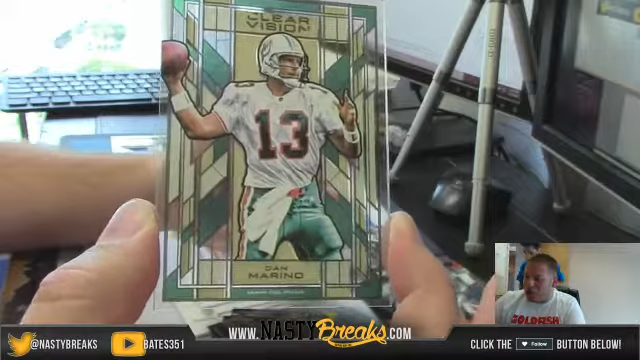 CLEAR
VISION
13
DAN
MARINO
GOLDFISH
@NASTYBREAKS
BATES351
WWW.NASTYBreaks.COM
CLICK THE Follow BUTTON BELOW!